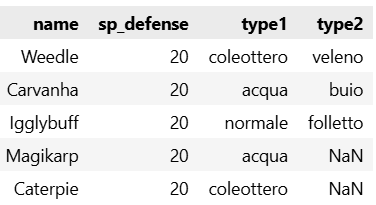 name sp_defense type1 type2
Weedle 20 coleottero veleno
Carvanha 20 acqua buio
Igglybuff 20 normale folletto
Magikarp 20 acqua NaN
Caterpie 20 coleottero NaN